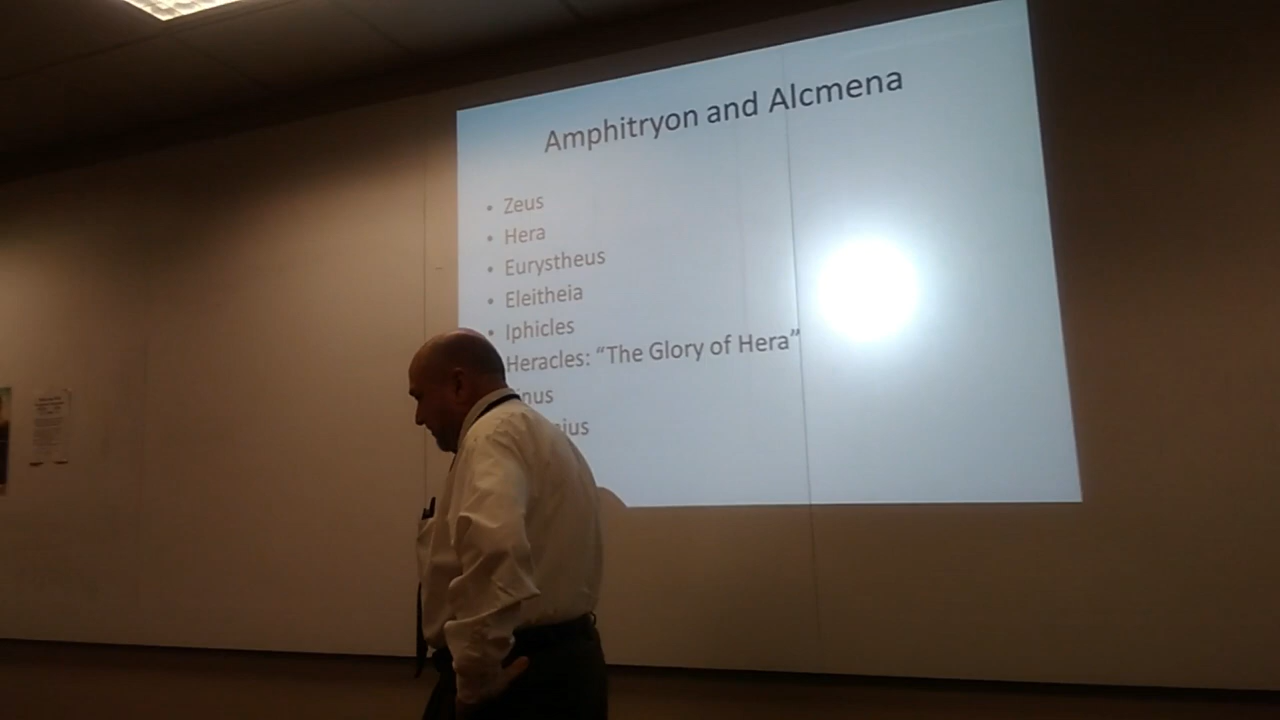 Amphitryon and Alcmena
• Zeus
• Hera
• Eurystheus
• Eleitheia
• Iphicles
Heracles: “The Glory of Hera”